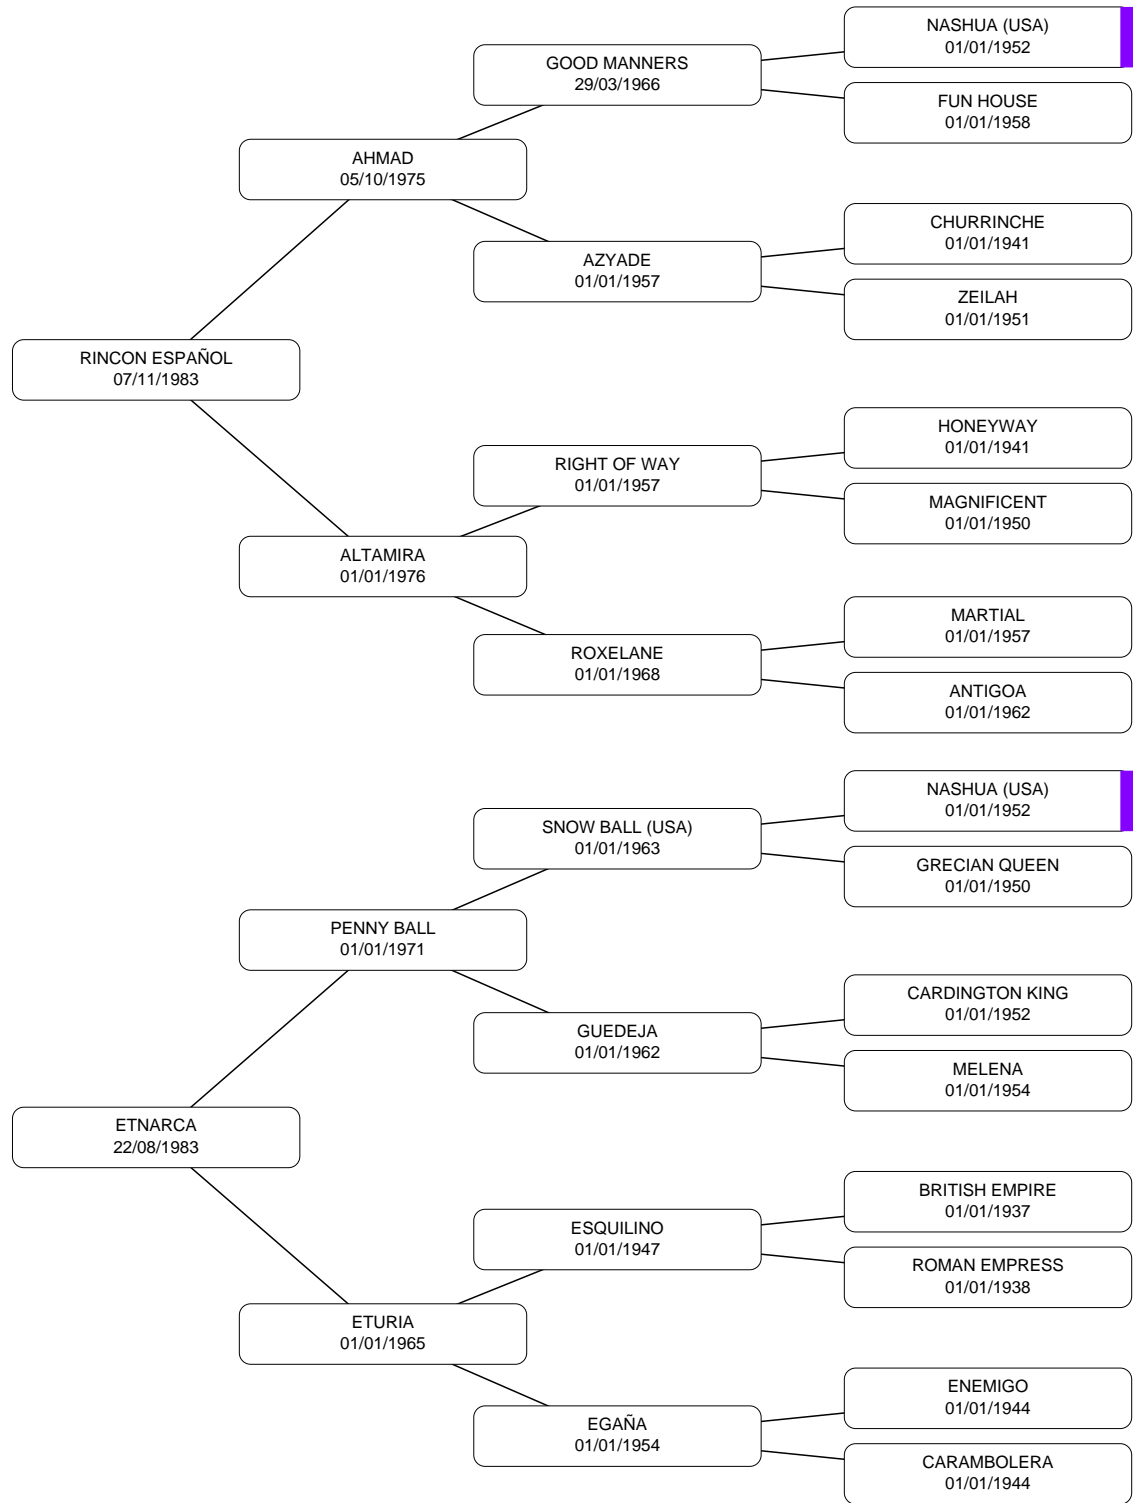 NASHUA (USA)
01/01/1952
GOOD MANNERS
29/03/1966
FUN HOUSE
01/01/1958
AHMAD
05/10/1975
CHURRINCHE
01/01/1941
AZYADE
01/01/1957
ZEILAH
01/01/1951
RINCON ESPAÑOL
07/11/1983
HONEYWAY
01/01/1941
RIGHT OF WAY
01/01/1957
MAGNIFICENT
01/01/1950
ALTAMIRA
01/01/1976
MARTIAL
01/01/1957
ROXELANE
01/01/1968
ANTIGOA
01/01/1962
NASHUA (USA)
01/01/1952
SNOW BALL (USA)
01/01/1963
GRECIAN QUEEN
01/01/1950
PENNY BALL
01/01/1971
CARDINGTON KING
01/01/1952
GUEDEJA
01/01/1962
MELENA
01/01/1954
ETNARCA
22/08/1983
BRITISH EMPIRE
01/01/1937
ESQUILINO
01/01/1947
ROMAN EMPRESS
01/01/1938
ETURIA
01/01/1965
ENEMIGO
01/01/1944
EGAÑA
01/01/1954
CARAMBOLERA
01/01/1944